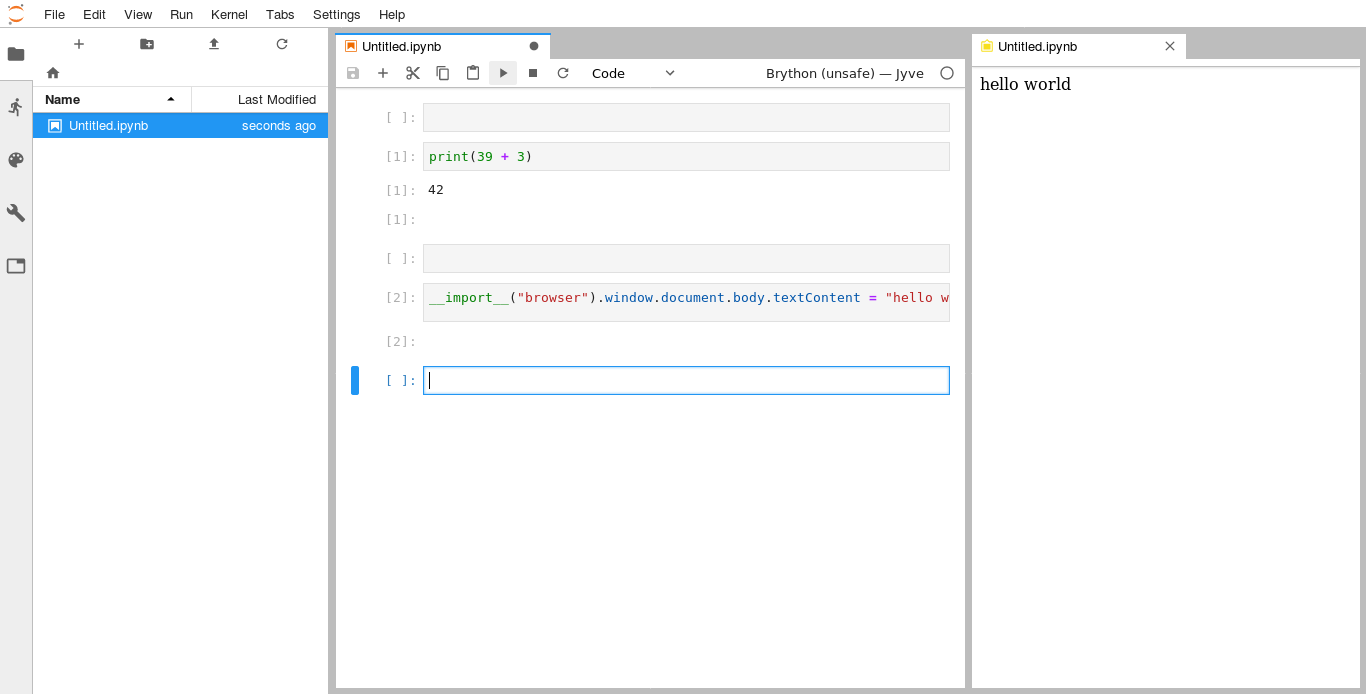 File Edit View Run Kernel Tabs Settings Help
Name Last Modified
Untitled.ipynb seconds ago
Untitled.ipynb
Code Brython (unsafe) — Jyve
[ ]:
[1]: print(39 + 3)
[1]: 42
[1]:
[ ]:
[2]: __import__("browser").window.document.body.textContent = "hello w
[2]:
[ ]:
Untitled.ipynb
hello world